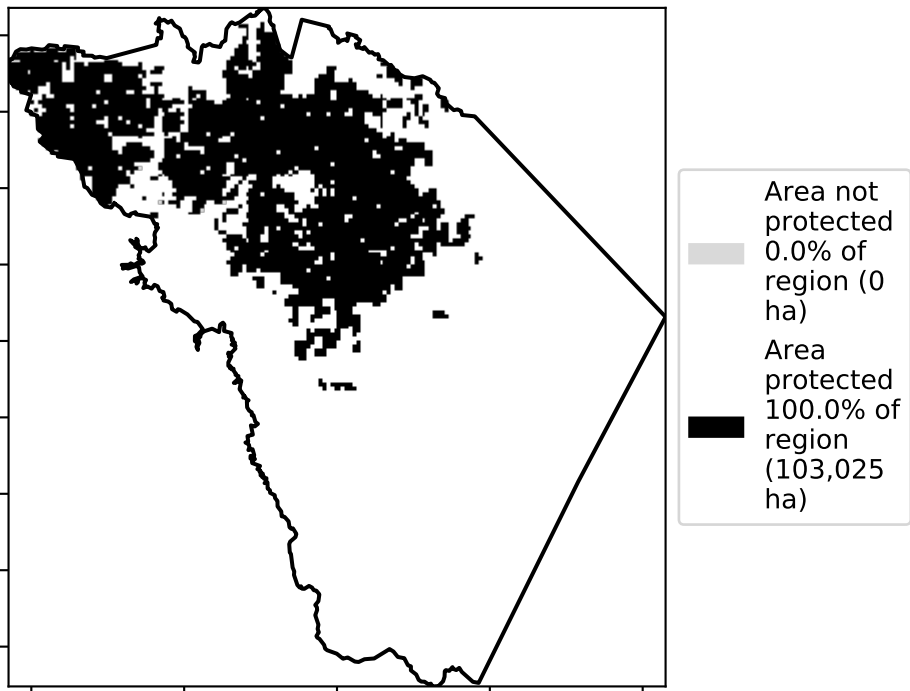 Area not
protected
0.0% of
region (0
ha)
Area
protected
100.0% of
region
(103,025
ha)